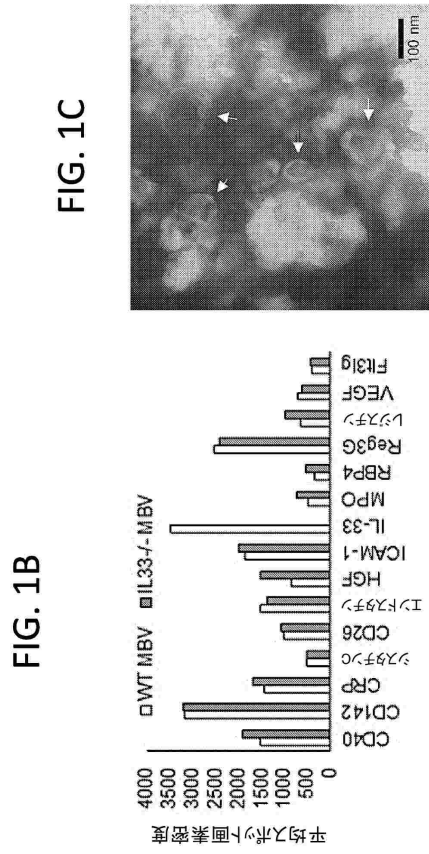 FIG. 1B
□WT MBV ■IL33-/- MBV
平均スポット画素密度
4000
3500
3000
2500
2000
1500
1000
500
0
CD40
CD142
CRP
シスタチンC
CD26
エンドスタチン
HGF
ICAM-1
IL-33
MPO
RBP4
Reg3G
レジスチン
VEGF
Flt3lg
FIG. 1C
100 nm